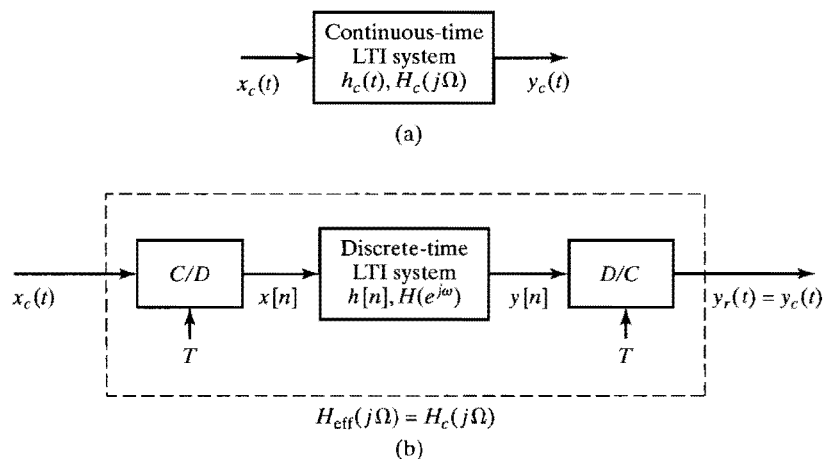 Continuous-time
LTI system
h_c(t), H_c(jΩ)
x_c(t)
y_c(t)
(a)
C/D
Discrete-time
LTI system
h[n], H(e^{jω})
D/C
x_c(t)
x[n]
y[n]
y_r(t) = y_c(t)
T
T
H_eff(jΩ) = H_c(jΩ)
(b)